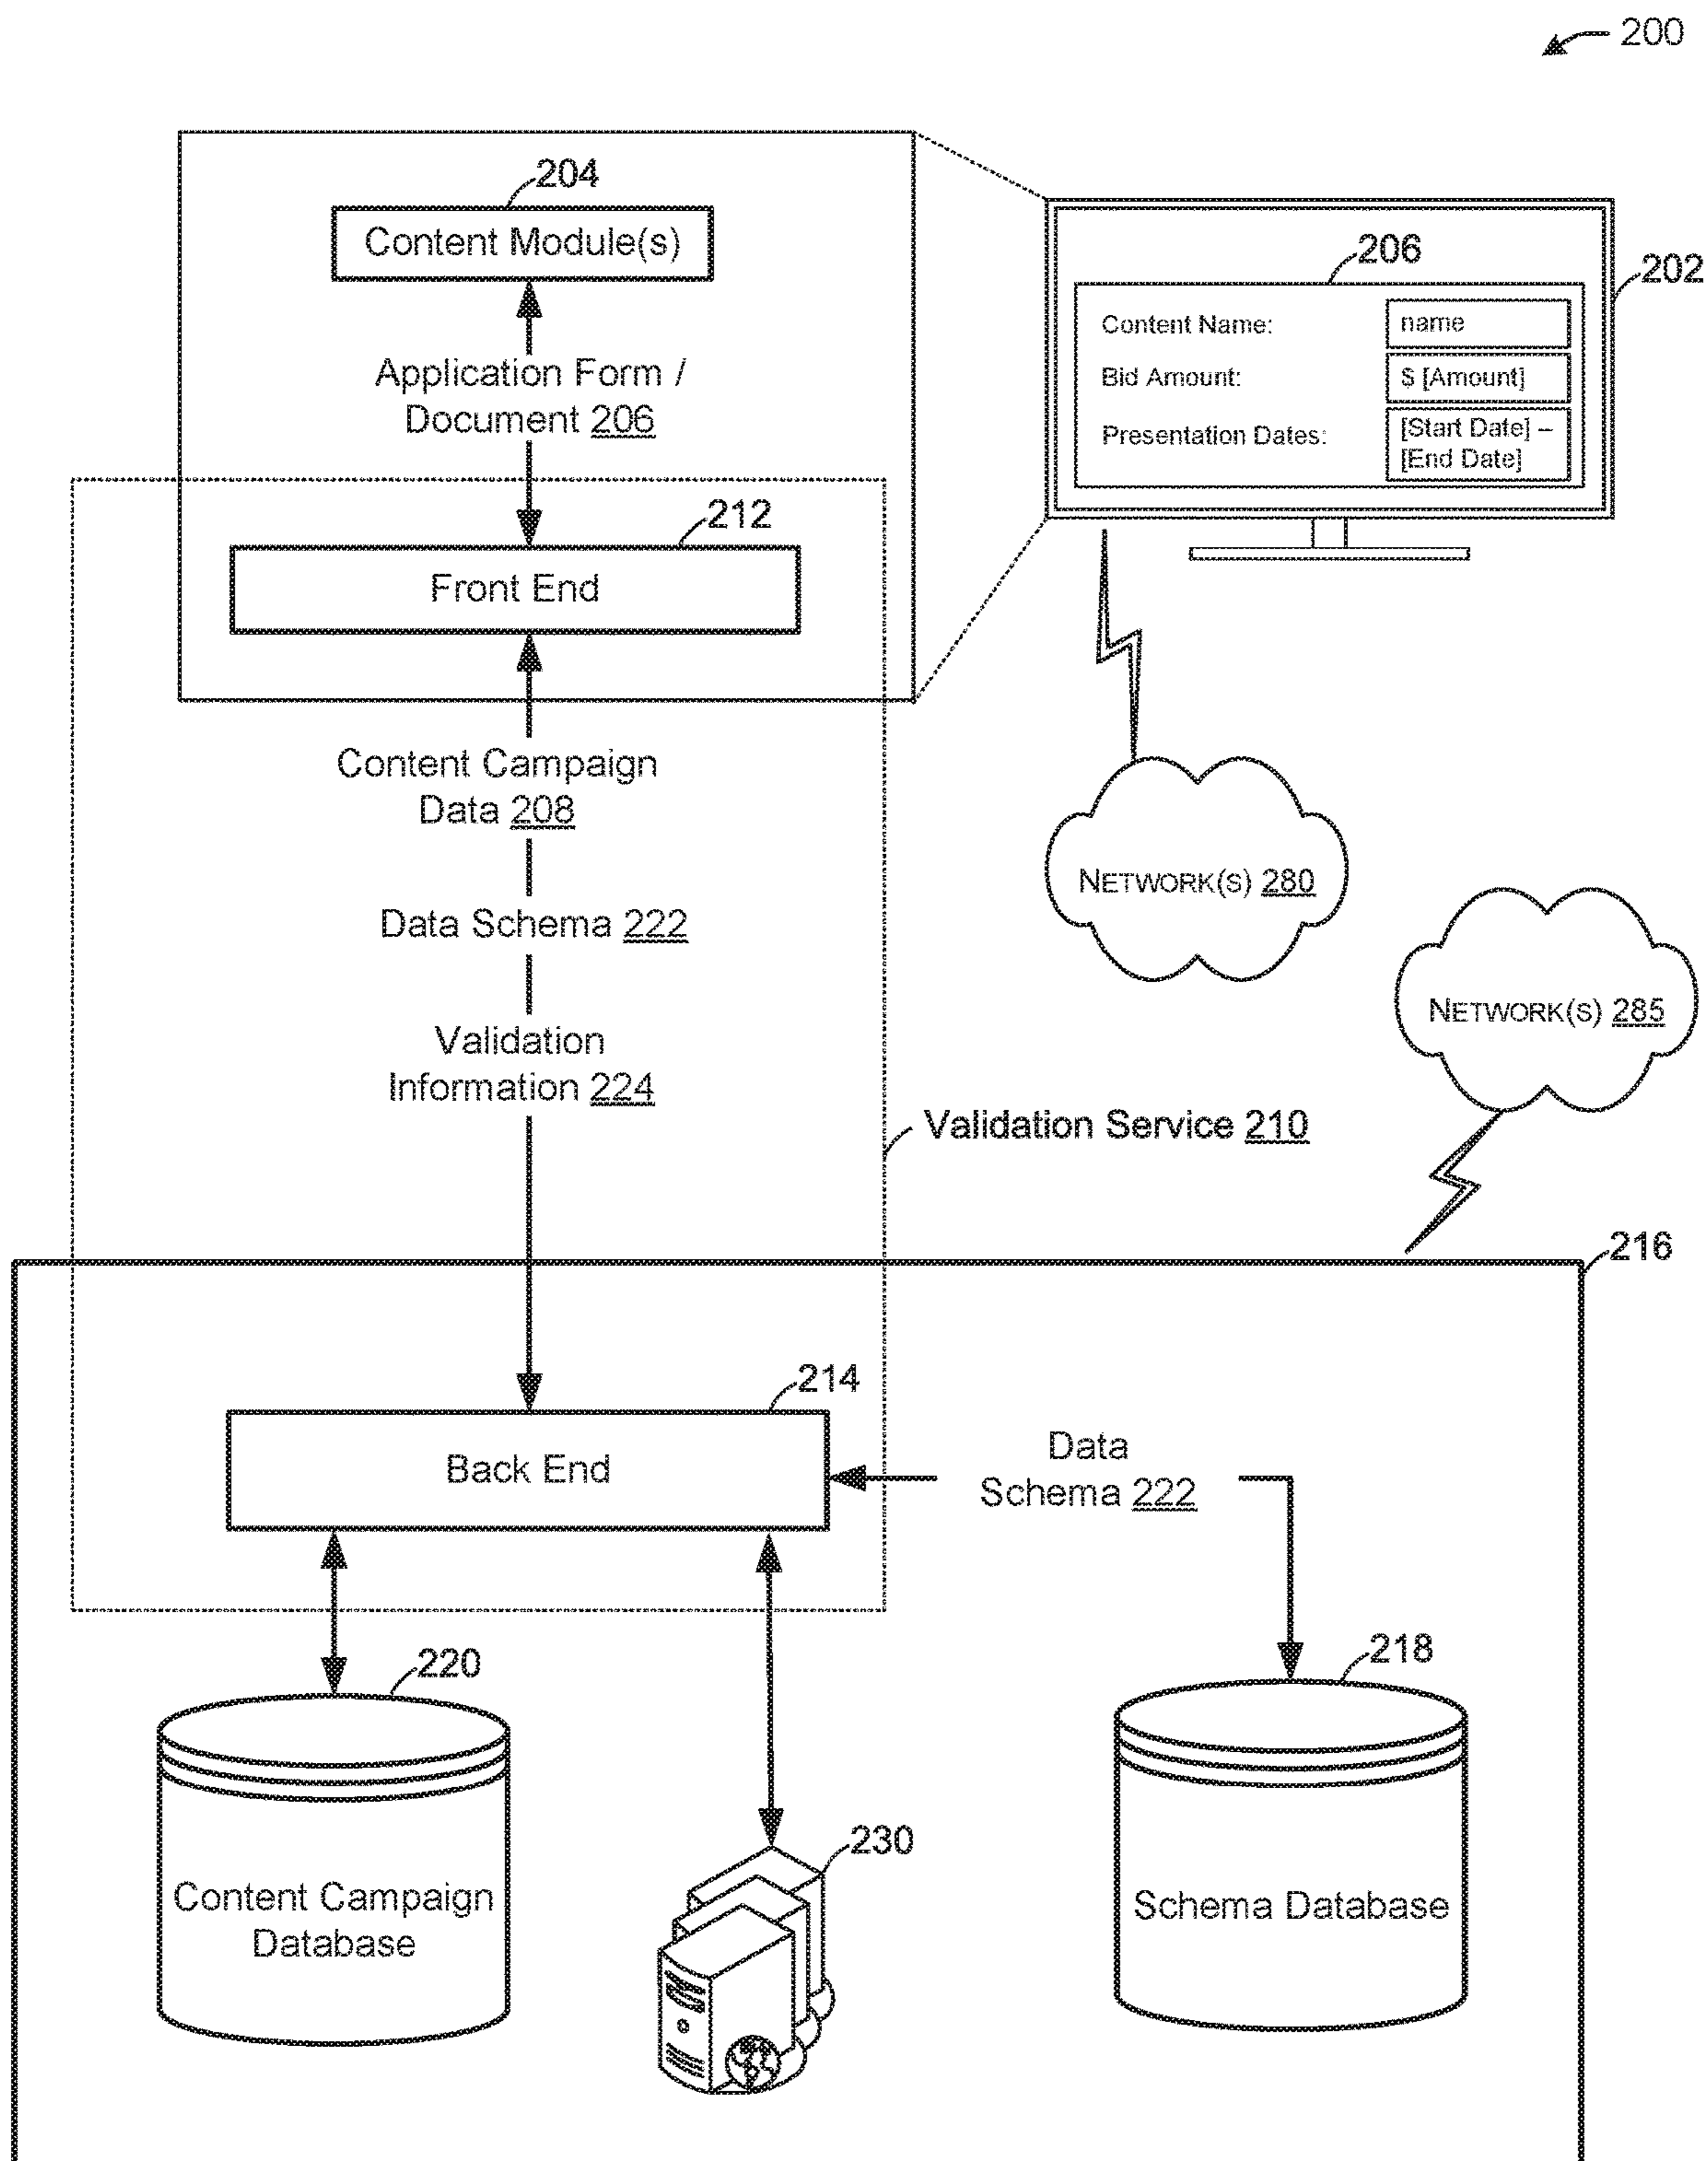 200
204
Content Module(s)
Application Form /
Document 206
212
Front End
206
202
Content Name:
name
Bid Amount:
$ [Amount]
Presentation Dates:
[Start Date] –
[End Date]
Content Campaign
Data 208
Data Schema 222
Validation
Information 224
NETWORK(S) 280
NETWORK(S) 285
Validation Service 210
216
214
Back End
Data
Schema 222
220
Content Campaign
Database
230
218
Schema Database